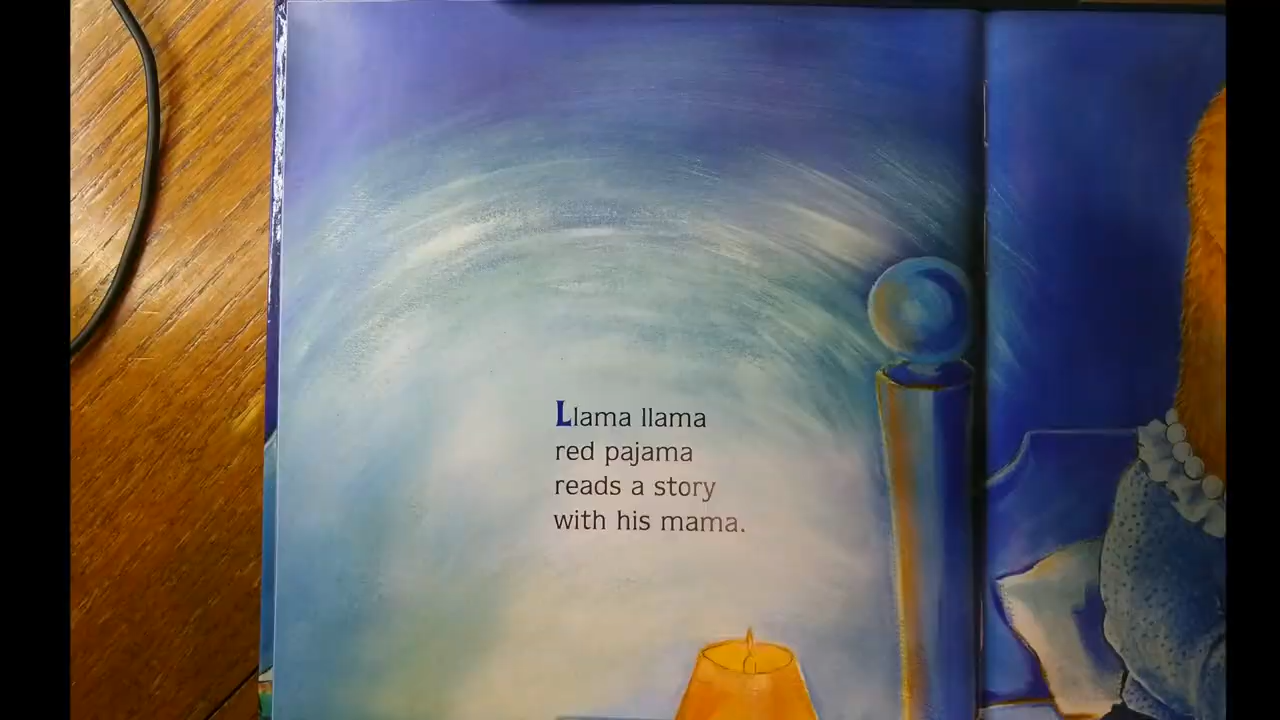 Llama llama
red pajama
reads a story
with his mama.